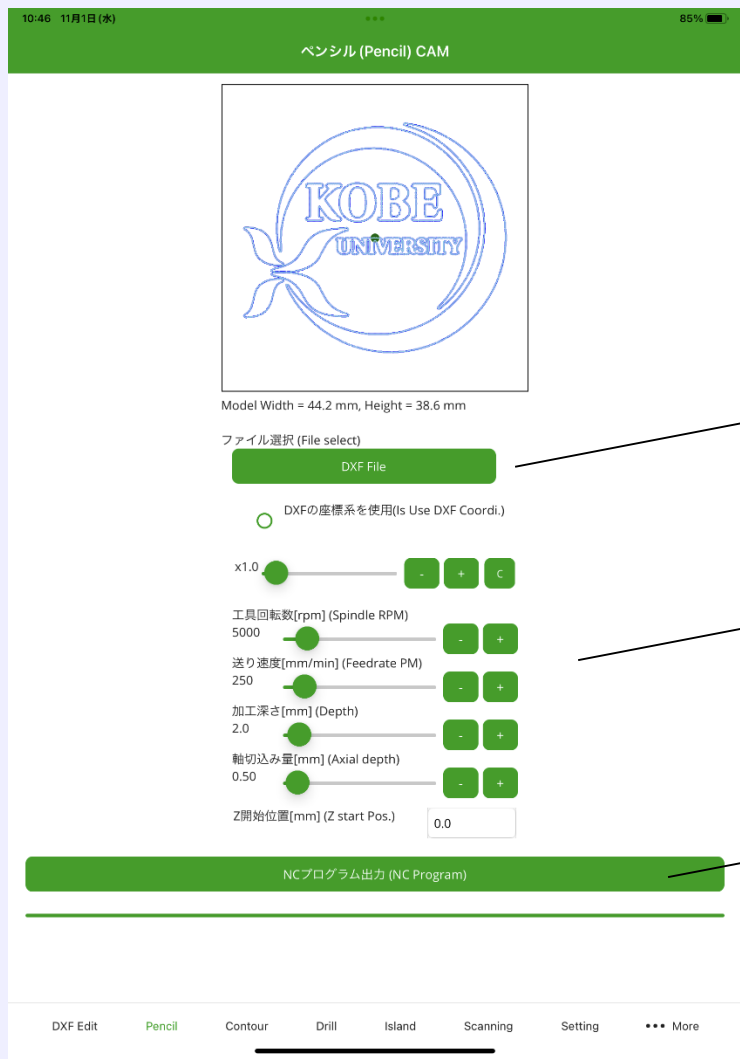 10:46 11月1日(水)
85%
ペンシル (Pencil) CAM
KOBE
UNIVERSITY
Model Width = 44.2 mm, Height = 38.6 mm
ファイル選択 (File select)
DXF File
DXFの座標系を使用(Is Use DXF Coordi.)
x1.0
- + C
工具回転数[rpm] (Spindle RPM)
5000
- +
送り速度[mm/min] (Feedrate PM)
250
- +
加工深さ[mm] (Depth)
2.0
- +
軸切込み量[mm] (Axial depth)
0.50
- +
Z開始位置[mm] (Z start Pos.)
0.0
NCプログラム出力 (NC Program)
DXF Edit Pencil Contour Drill Island Scanning Setting ••• More